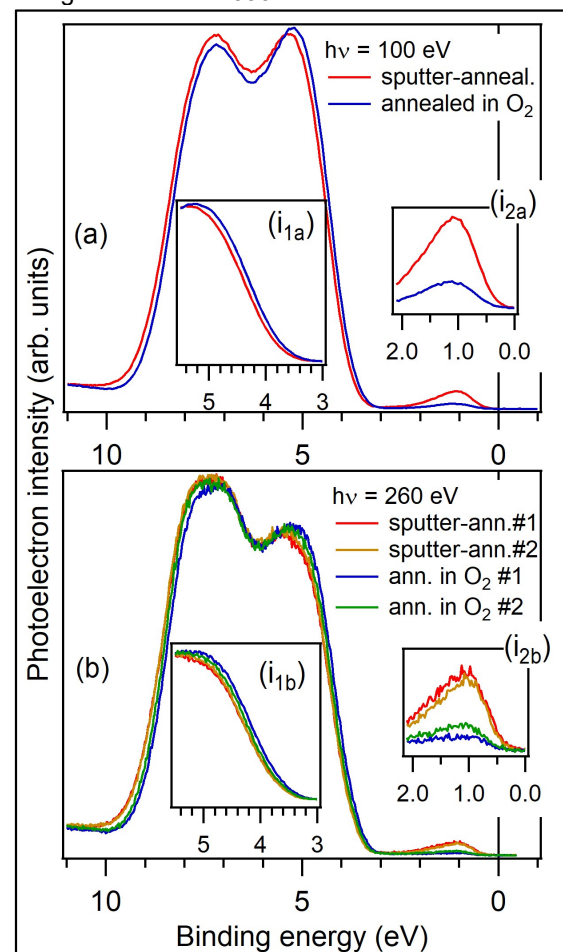 hν = 100 eV
sputter-anneal.
annealed in O₂
(a)
(i₁ₐ)
(i₂ₐ)
5 4 3
2.0 1.0 0.0
10 5 0
Photoelectron intensity (arb. units)
hν = 260 eV
sputter-ann.#1
sputter-ann.#2
ann. in O₂ #1
ann. in O₂ #2
(b)
(i₁b)
(i₂b)
5 4 3
2.0 1.0 0.0
10 5 0
Binding energy (eV)